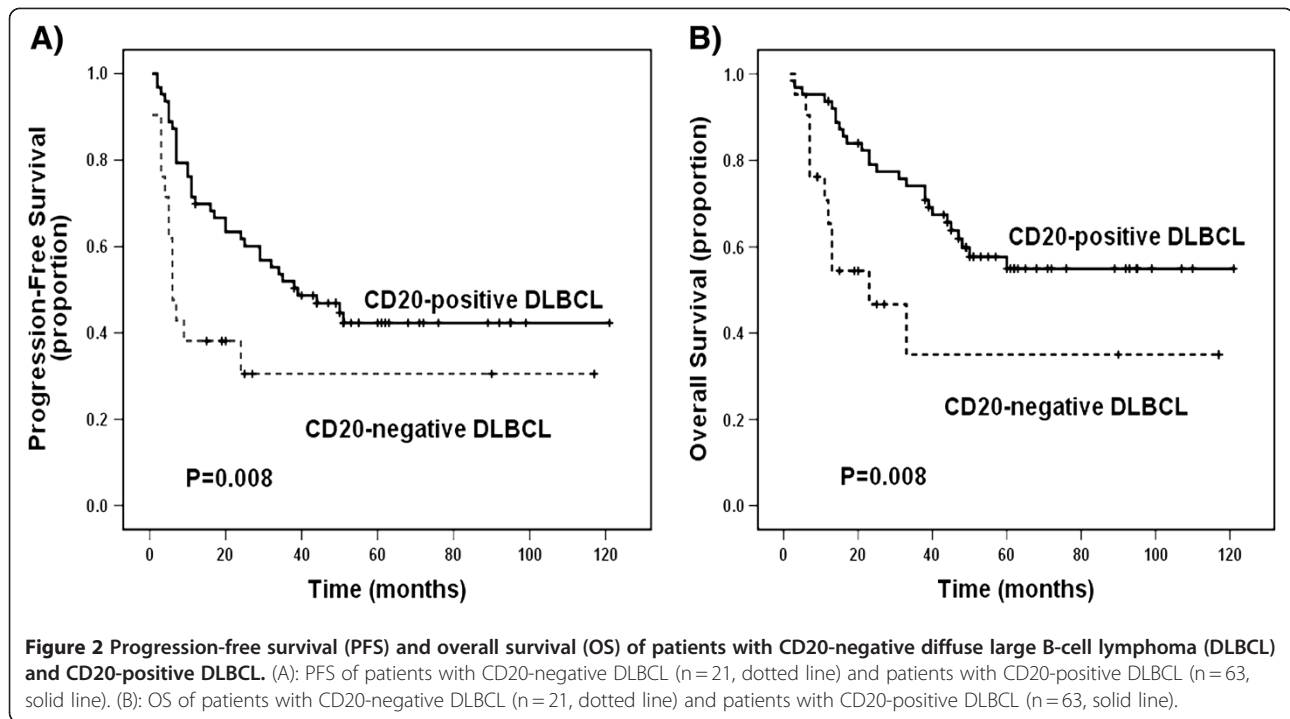 A)
1.0
0.8
0.6
0.4
0.2
0.0
Progression-Free Survival
(proportion)
CD20-positive DLBCL
CD20-negative DLBCL
P=0.008
0 20 40 60 80 100 120
Time (months)
B)
1.0
0.8
0.6
0.4
0.2
0.0
Overall Survival (proportion)
CD20-positive DLBCL
CD20-negative DLBCL
P=0.008
0 20 40 60 80 100 120
Time (months)
Figure 2 Progression-free survival (PFS) and overall survival (OS) of patients with CD20-negative diffuse large B-cell lymphoma (DLBCL)
and CD20-positive DLBCL. (A): PFS of patients with CD20-negative DLBCL (n = 21, dotted line) and patients with CD20-positive DLBCL (n = 63,
solid line). (B): OS of patients with CD20-negative DLBCL (n = 21, dotted line) and patients with CD20-positive DLBCL (n = 63, solid line).